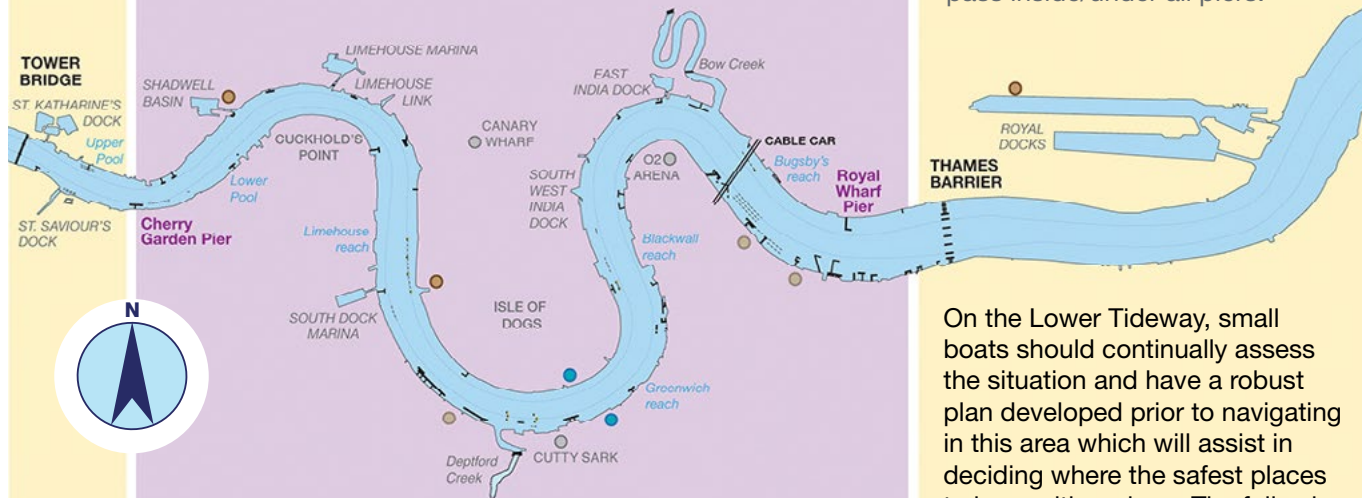 pass inside/under all piers.
TOWER
BRIDGE
ST. KATHARINE'S
DOCK
Upper
Pool
ST. SAVIOUR'S
DOCK
Cherry
Garden Pier
SHADWELL
BASIN
Lower
Pool
CUCKHOLD'S
POINT
LIMEHOUSE MARINA
LIMEHOUSE
LINK
Limehouse
reach
SOUTH DOCK
MARINA
CANARY
WHARF
ISLE OF
DOGS
Deptford
Creek
CUTTY SARK
Greenwich
reach
Blackwall
reach
SOUTH
WEST
INDIA
DOCK
EAST
INDIA DOCK
Bow Creek
O2
ARENA
CABLE CAR
Bugsby's
reach
Royal
Wharf
Pier
THAMES
BARRIER
ROYAL
DOCKS
N
On the Lower Tideway, small
boats should continually assess
the situation and have a robust
plan developed prior to navigating
in this area which will assist in
deciding where the safest places